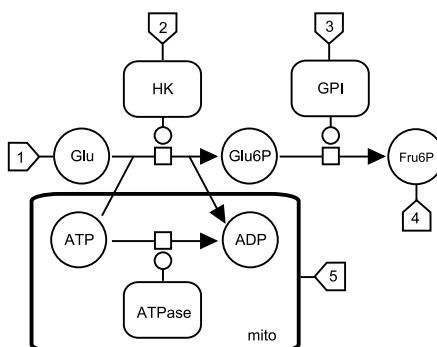 2
3
HK
GPI
1
Glu
Glu6P
Fru6P
4
ATP
ADP
5
ATPase
mito